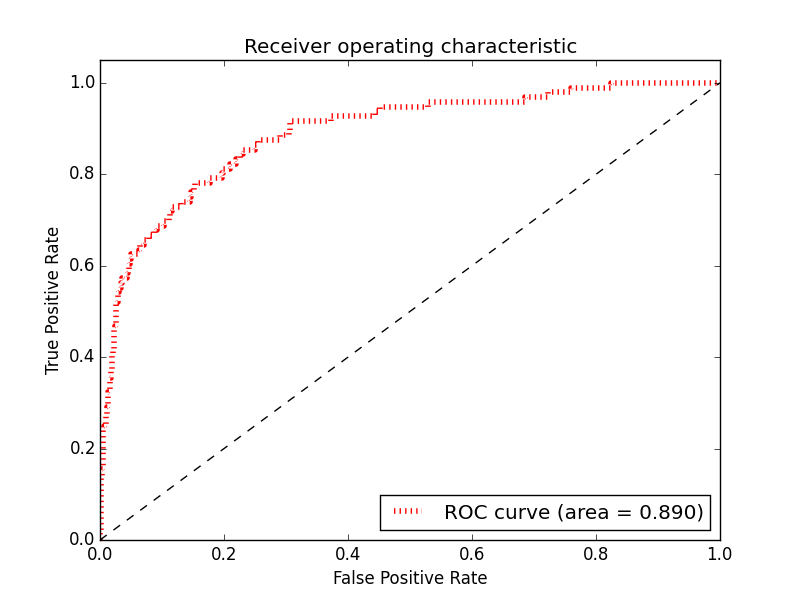 Receiver operating characteristic
1.0
0.8
0.6
0.4
0.2
0.0
True Positive Rate
ROC curve (area = 0.890)
0.0 0.2 0.4 0.6 0.8 1.0
False Positive Rate